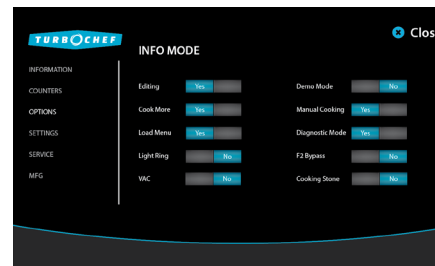 TURBOCHEF
Clos
INFO MODE
INFORMATION
COUNTERS
OPTIONS
SETTINGS
SERVICE
MFG
Editing Yes Demo Mode No
Cook More Yes Manual Cooking Yes
Load Menu Yes Diagnostic Mode Yes
Light Ring No F2 Bypass No
VAC No Cooking Stone No